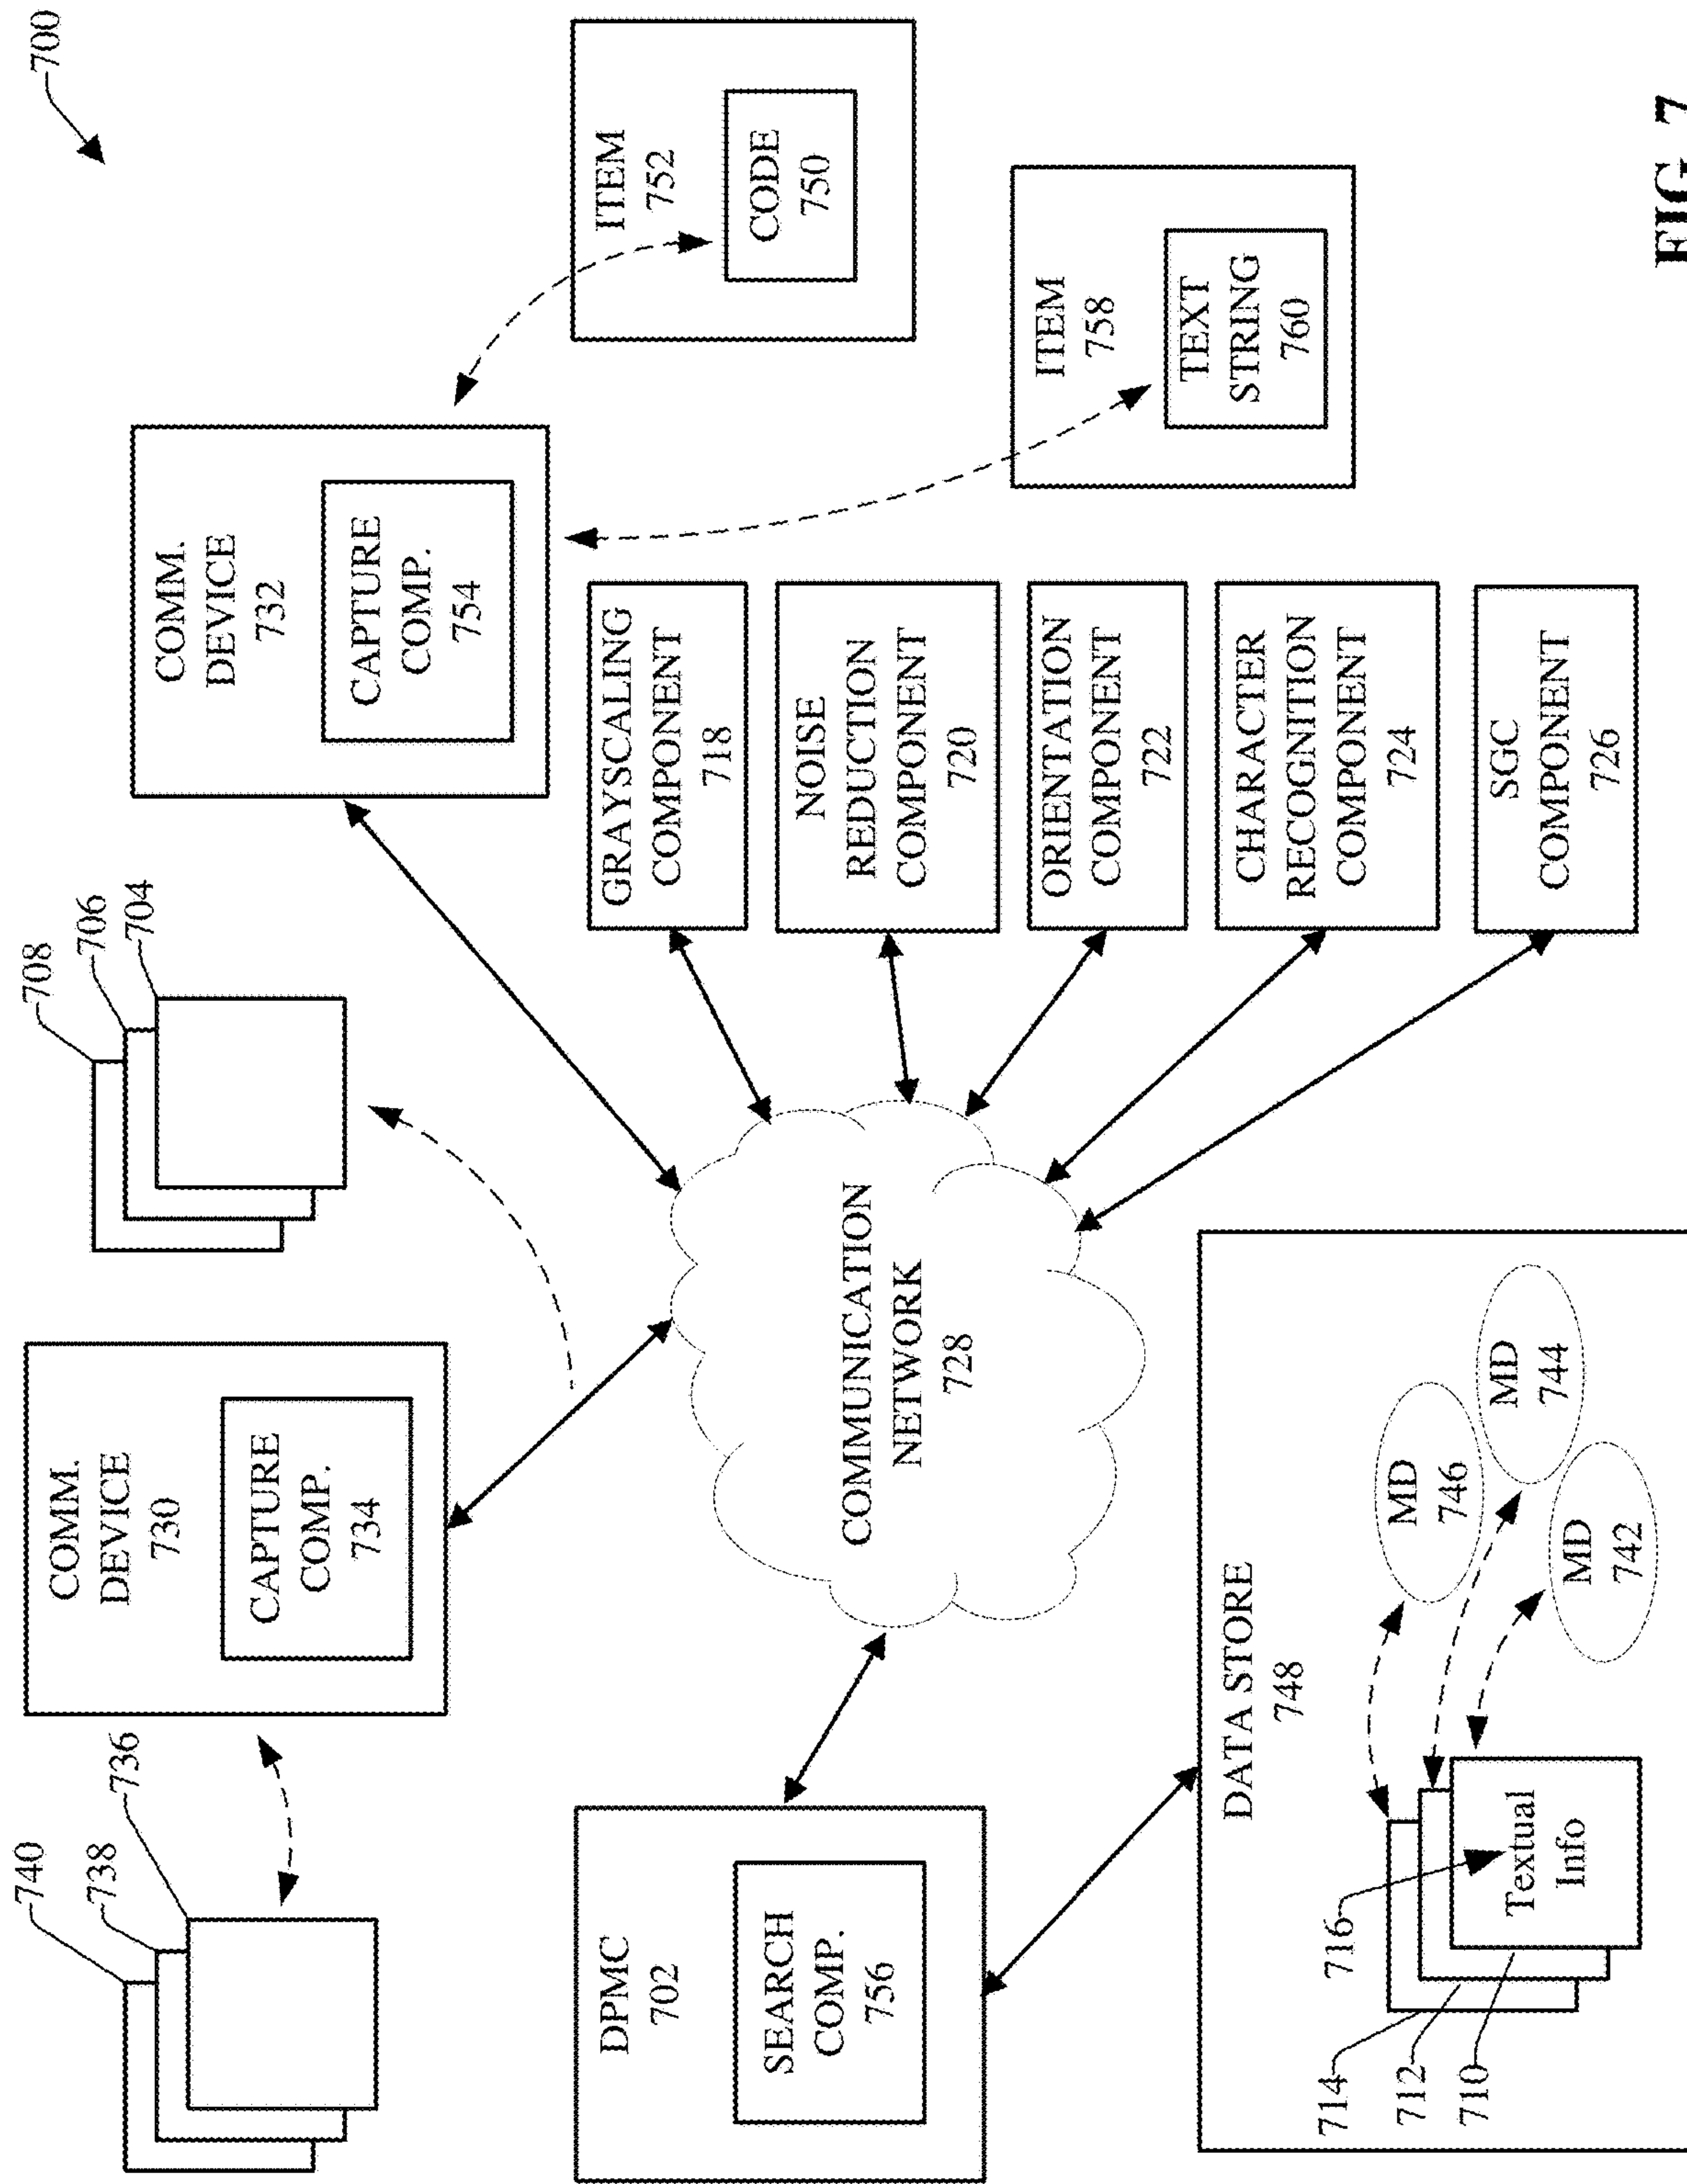 700
740
738
736
COMM.
DEVICE
730
CAPTURE
COMP.
734
708
706
704
COMM.
DEVICE
732
CAPTURE
COMP.
754
ITEM
752
CODE
750
DPMC
702
SEARCH
COMP.
756
COMMUNICATION
NETWORK
728
GRAYSCALING
COMPONENT
718
NOISE
REDUCTION
COMPONENT
720
ORIENTATION
COMPONENT
722
CHARACTER
RECOGNITION
COMPONENT
724
SGC
COMPONENT
726
ITEM
758
TEXT
STRING
760
DATA STORE
748
716
714
712
710
Textual
Info
MD
746
MD
744
MD
742
FIG. 7